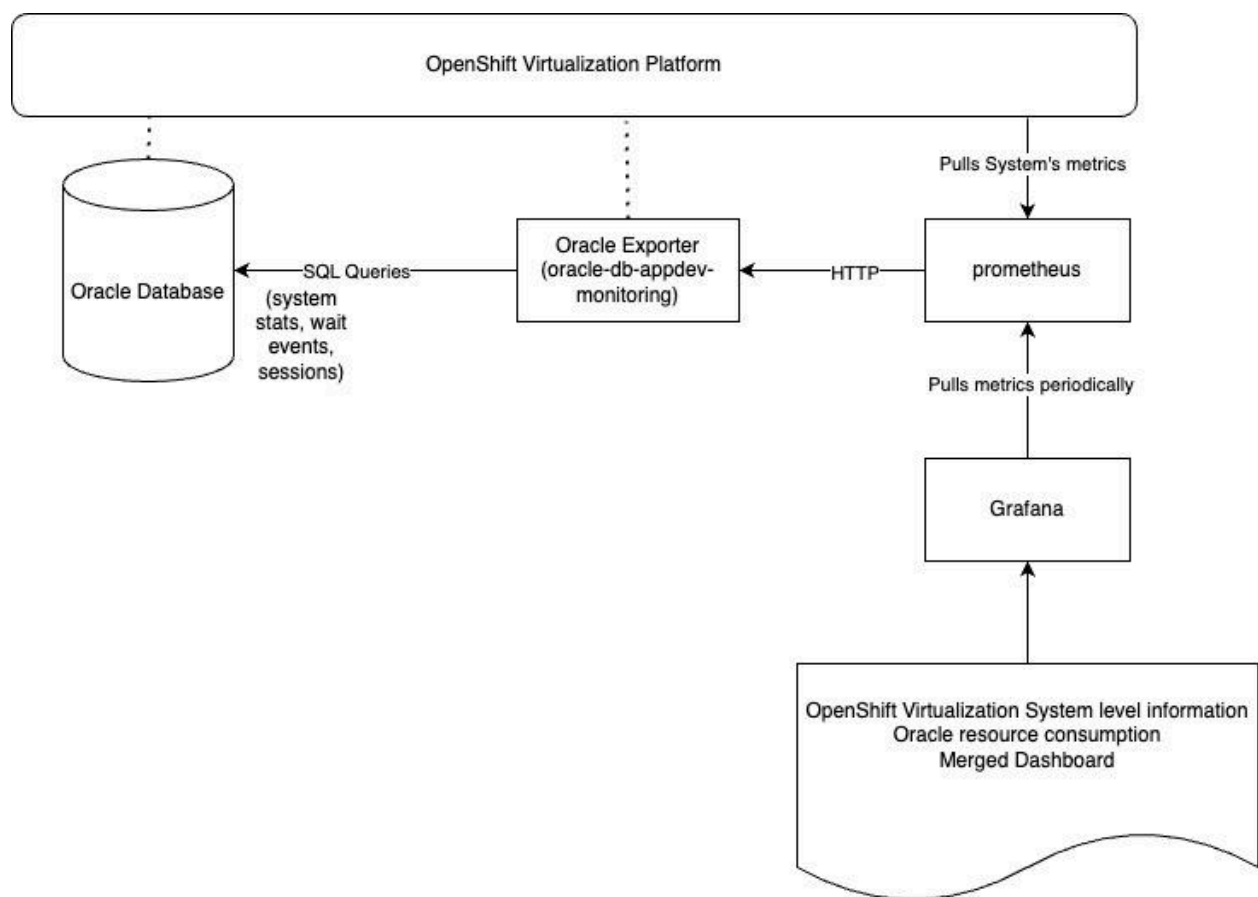 OpenShift Virtualization Platform
Pulls System's metrics
Oracle Database
SQL Queries
(system
stats, wait
events,
sessions)
Oracle Exporter
(oracle-db-appdev-
monitoring)
HTTP
prometheus
Pulls metrics periodically
Grafana
OpenShift Virtualization System level information
Oracle resource consumption
Merged Dashboard